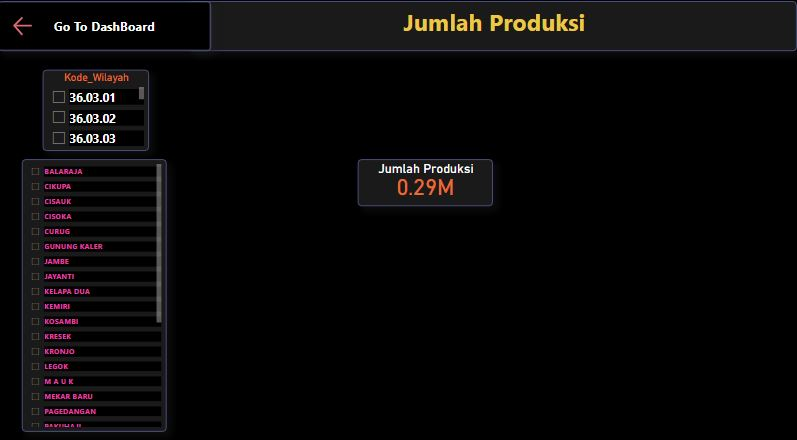 Go To DashBoard
Jumlah Produksi
Kode_Wilayah
36.03.01
36.03.02
36.03.03
BALARAJA
CIKUPA
CISAUK
CISOKA
CURUG
GUNUNG KALER
JAMBE
JAYANTI
KELAPA DUA
KEMIRI
KOSAMBI
KRESEK
KRONJO
LEGOK
M A U K
MEKAR BARU
PAGEDANGAN
PAKUHAJI
Jumlah Produksi
0.29M